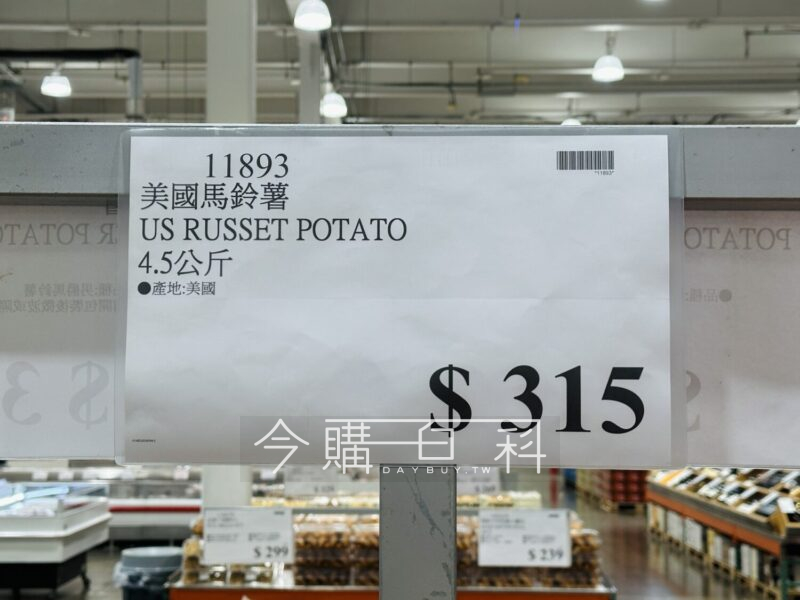 11893
美國馬鈴薯
US RUSSET POTATO
4.5公斤
●產地:美國
*11893*
$ 315
今購百科
DAYBUY.TW
$ 299
$ 239